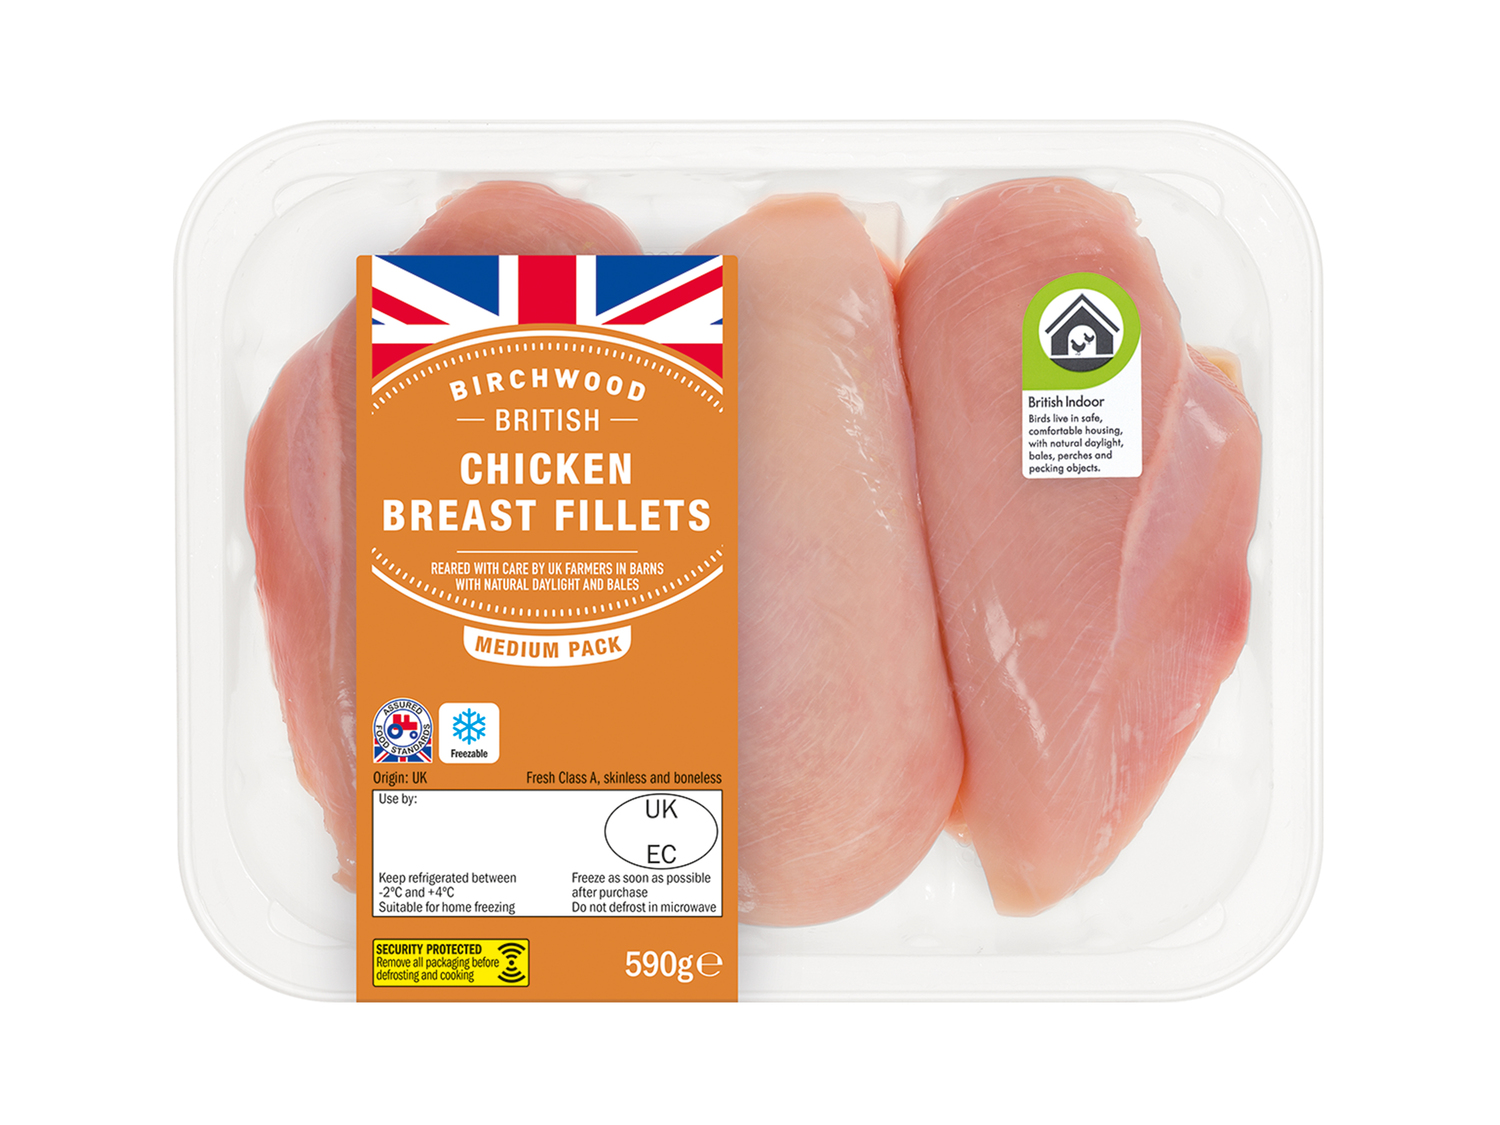 BIRCHWOOD
BRITISH
CHICKEN
BREAST FILLETS
REARED WITH CARE BY UK FARMERS IN BARNS
WITH NATURAL DAYLIGHT AND BALES
MEDIUM PACK
ASSURED
FOOD STANDARDS
Freezable
Origin: UK
Fresh Class A, skinless and boneless
Use by:
UK
EC
Keep refrigerated between
-2°C and +4°C
Suitable for home freezing
Freeze as soon as possible
after purchase
Do not defrost in microwave
SECURITY PROTECTED
Remove all packaging before
defrosting and cooking
590g℮
British Indoor
Birds live in safe,
comfortable housing,
with natural daylight,
bales, perches and
pecking objects.